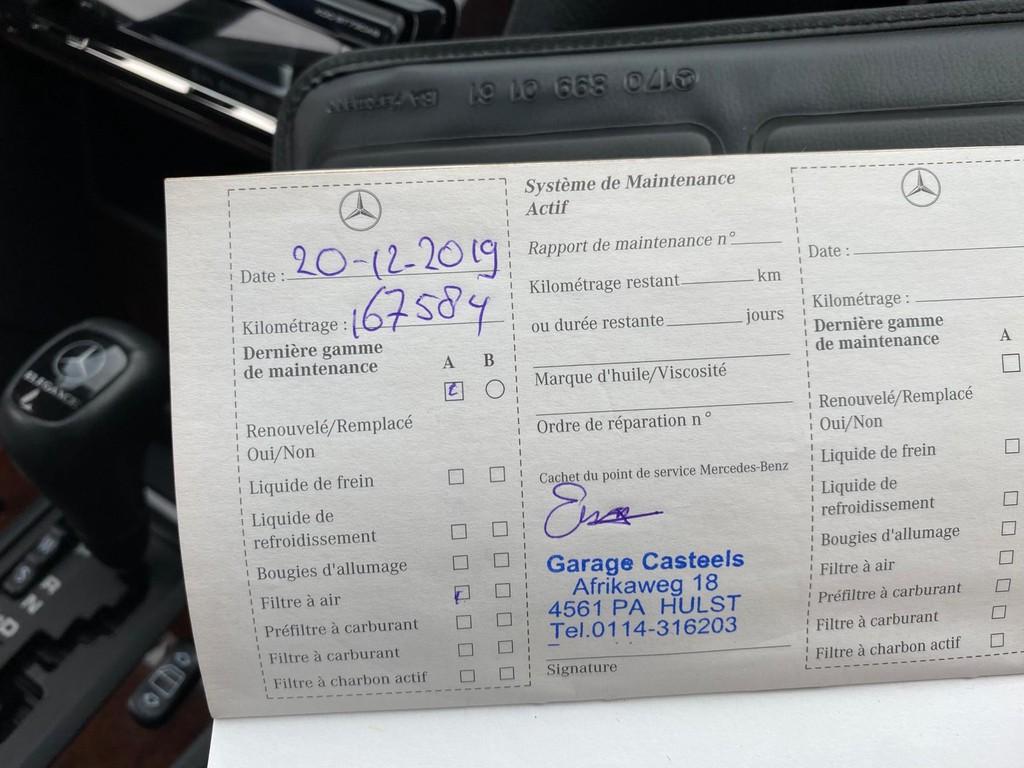 170 899 01 61
ELEGANCE
R
N
D
Date : 20-12-2019
Kilométrage : 167584
Dernière gamme
de maintenance
A B
Renouvelé/Remplacé
Oui/Non
Liquide de frein
Liquide de
refroidissement
Bougies d'allumage
Filtre à air
Préfiltre à carburant
Filtre à carburant
Filtre à charbon actif
Système de Maintenance
Actif
Rapport de maintenance n°
Kilométrage restant km
ou durée restante jours
Marque d'huile/Viscosité
Ordre de réparation n°
Cachet du point de service Mercedes-Benz
Garage Casteels
Afrikaweg 18
4561 PA HULST
Tel.0114-316203
Signature
Date :
Kilométrage :
Dernière gamme
de maintenance
A
Renouvelé/Remplacé
Oui/Non
Liquide de frein
Liquide de
refroidissement
Bougies d'allumage
Filtre à air
Préfiltre à carburant
Filtre à carburant
Filtre à charbon actif